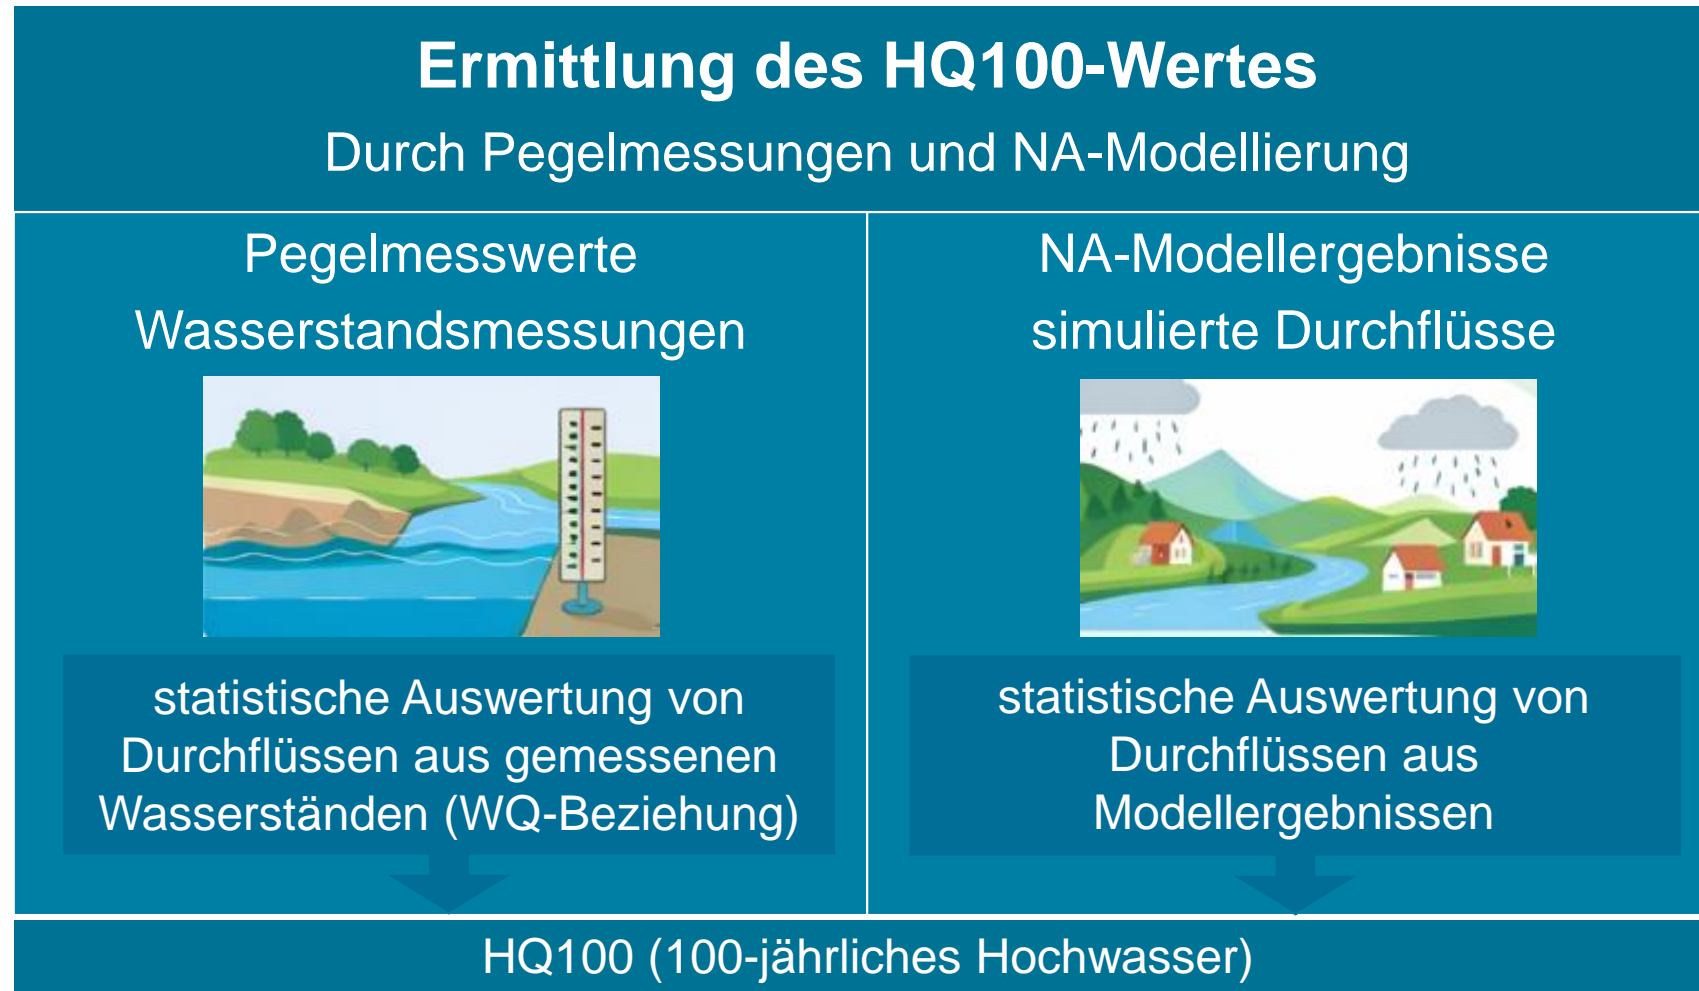 Ermittlung des HQ100-Wertes
Durch Pegelmessungen und NA-Modellierung
Pegelmesswerte
Wasserstandsmessungen
statistische Auswertung von
Durchflüssen aus gemessenen
Wasserständen (WQ-Beziehung)
NA-Modellergebnisse
simulierte Durchflüsse
statistische Auswertung von
Durchflüssen aus
Modellergebnissen
HQ100 (100-jährliches Hochwasser)